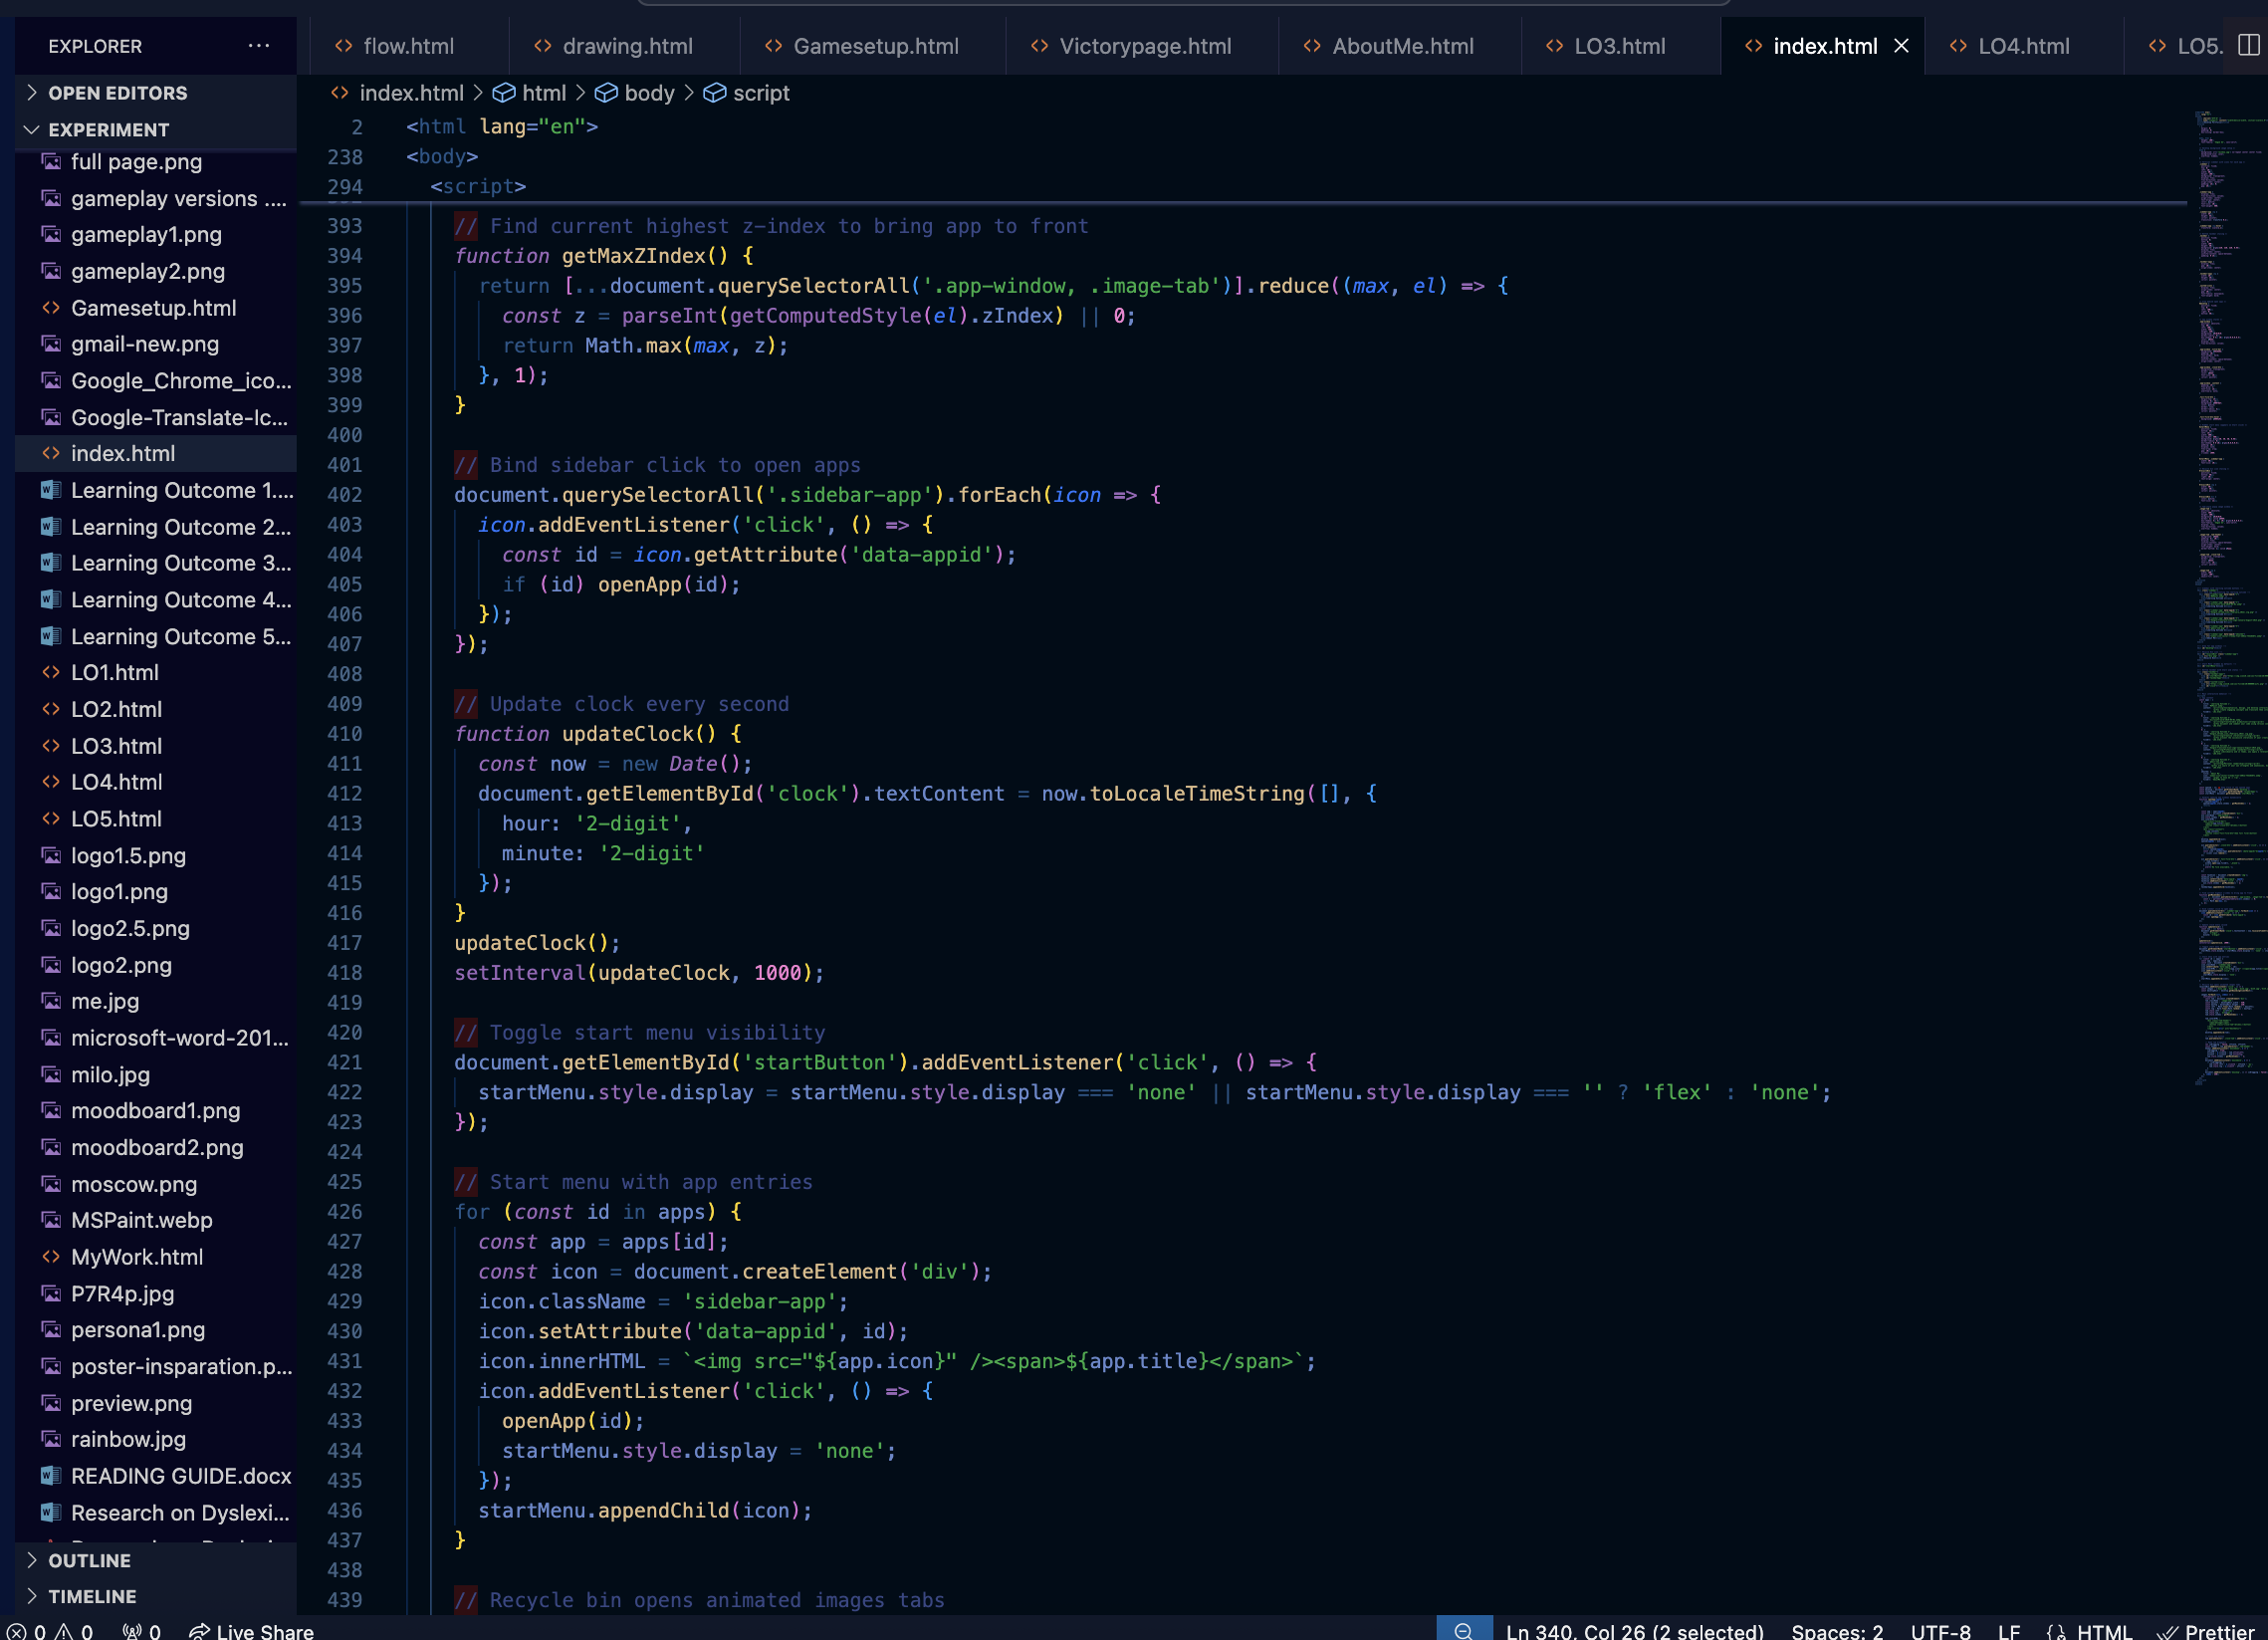 EXPLORER ...
OPEN EDITORS
EXPERIMENT
full page.png
gameplay versions ....
gameplay1.png
gameplay2.png
Gamesetup.html
gmail-new.png
Google_Chrome_ico...
Google-Translate-Ic...
index.html
Learning Outcome 1....
Learning Outcome 2...
Learning Outcome 3...
Learning Outcome 4...
Learning Outcome 5...
LO1.html
LO2.html
LO3.html
LO4.html
LO5.html
logo1.5.png
logo1.png
logo2.5.png
logo2.png
me.jpg
microsoft-word-201...
milo.jpg
moodboard1.png
moodboard2.png
moscow.png
MSPaint.webp
MyWork.html
P7R4p.jpg
persona1.png
poster-insparation.p...
preview.png
rainbow.jpg
READING GUIDE.docx
Research on Dyslexi...
OUTLINE
TIMELINE
flow.html drawing.html Gamesetup.html Victorypage.html AboutMe.html LO3.html index.html LO4.html LO5.
index.html > html > body > script
2 <html lang="en">
238 <body>
294 <script>
393 // Find current highest z-index to bring app to front
394 function getMaxZIndex() {
395 return [...document.querySelectorAll('.app-window, .image-tab')].reduce((max, el) => {
396 const z = parseInt(getComputedStyle(el).zIndex) || 0;
397 return Math.max(max, z);
398 }, 1);
399 }
400
401 // Bind sidebar click to open apps
402 document.querySelectorAll('.sidebar-app').forEach(icon => {
403 icon.addEventListener('click', () => {
404 const id = icon.getAttribute('data-appid');
405 if (id) openApp(id);
406 });
407 });
408
409 // Update clock every second
410 function updateClock() {
411 const now = new Date();
412 document.getElementById('clock').textContent = now.toLocaleTimeString([], {
413 hour: '2-digit',
414 minute: '2-digit'
415 });
416 }
417 updateClock();
418 setInterval(updateClock, 1000);
419
420 // Toggle start menu visibility
421 document.getElementById('startButton').addEventListener('click', () => {
422 startMenu.style.display = startMenu.style.display === 'none' || startMenu.style.display === '' ? 'flex' : 'none';
423 });
424
425 // Start menu with app entries
426 for (const id in apps) {
427 const app = apps[id];
428 const icon = document.createElement('div');
429 icon.className = 'sidebar-app';
430 icon.setAttribute('data-appid', id);
431 icon.innerHTML = `<img src="${app.icon}" /><span>${app.title}</span>`;
432 icon.addEventListener('click', () => {
433 openApp(id);
434 startMenu.style.display = 'none';
435 });
436 startMenu.appendChild(icon);
437 }
438
439 // Recycle bin opens animated images tabs
0 0 0 Live Share Ln 340, Col 26 (2 selected) Spaces: 2 UTF-8 LF {} HTML Prettier